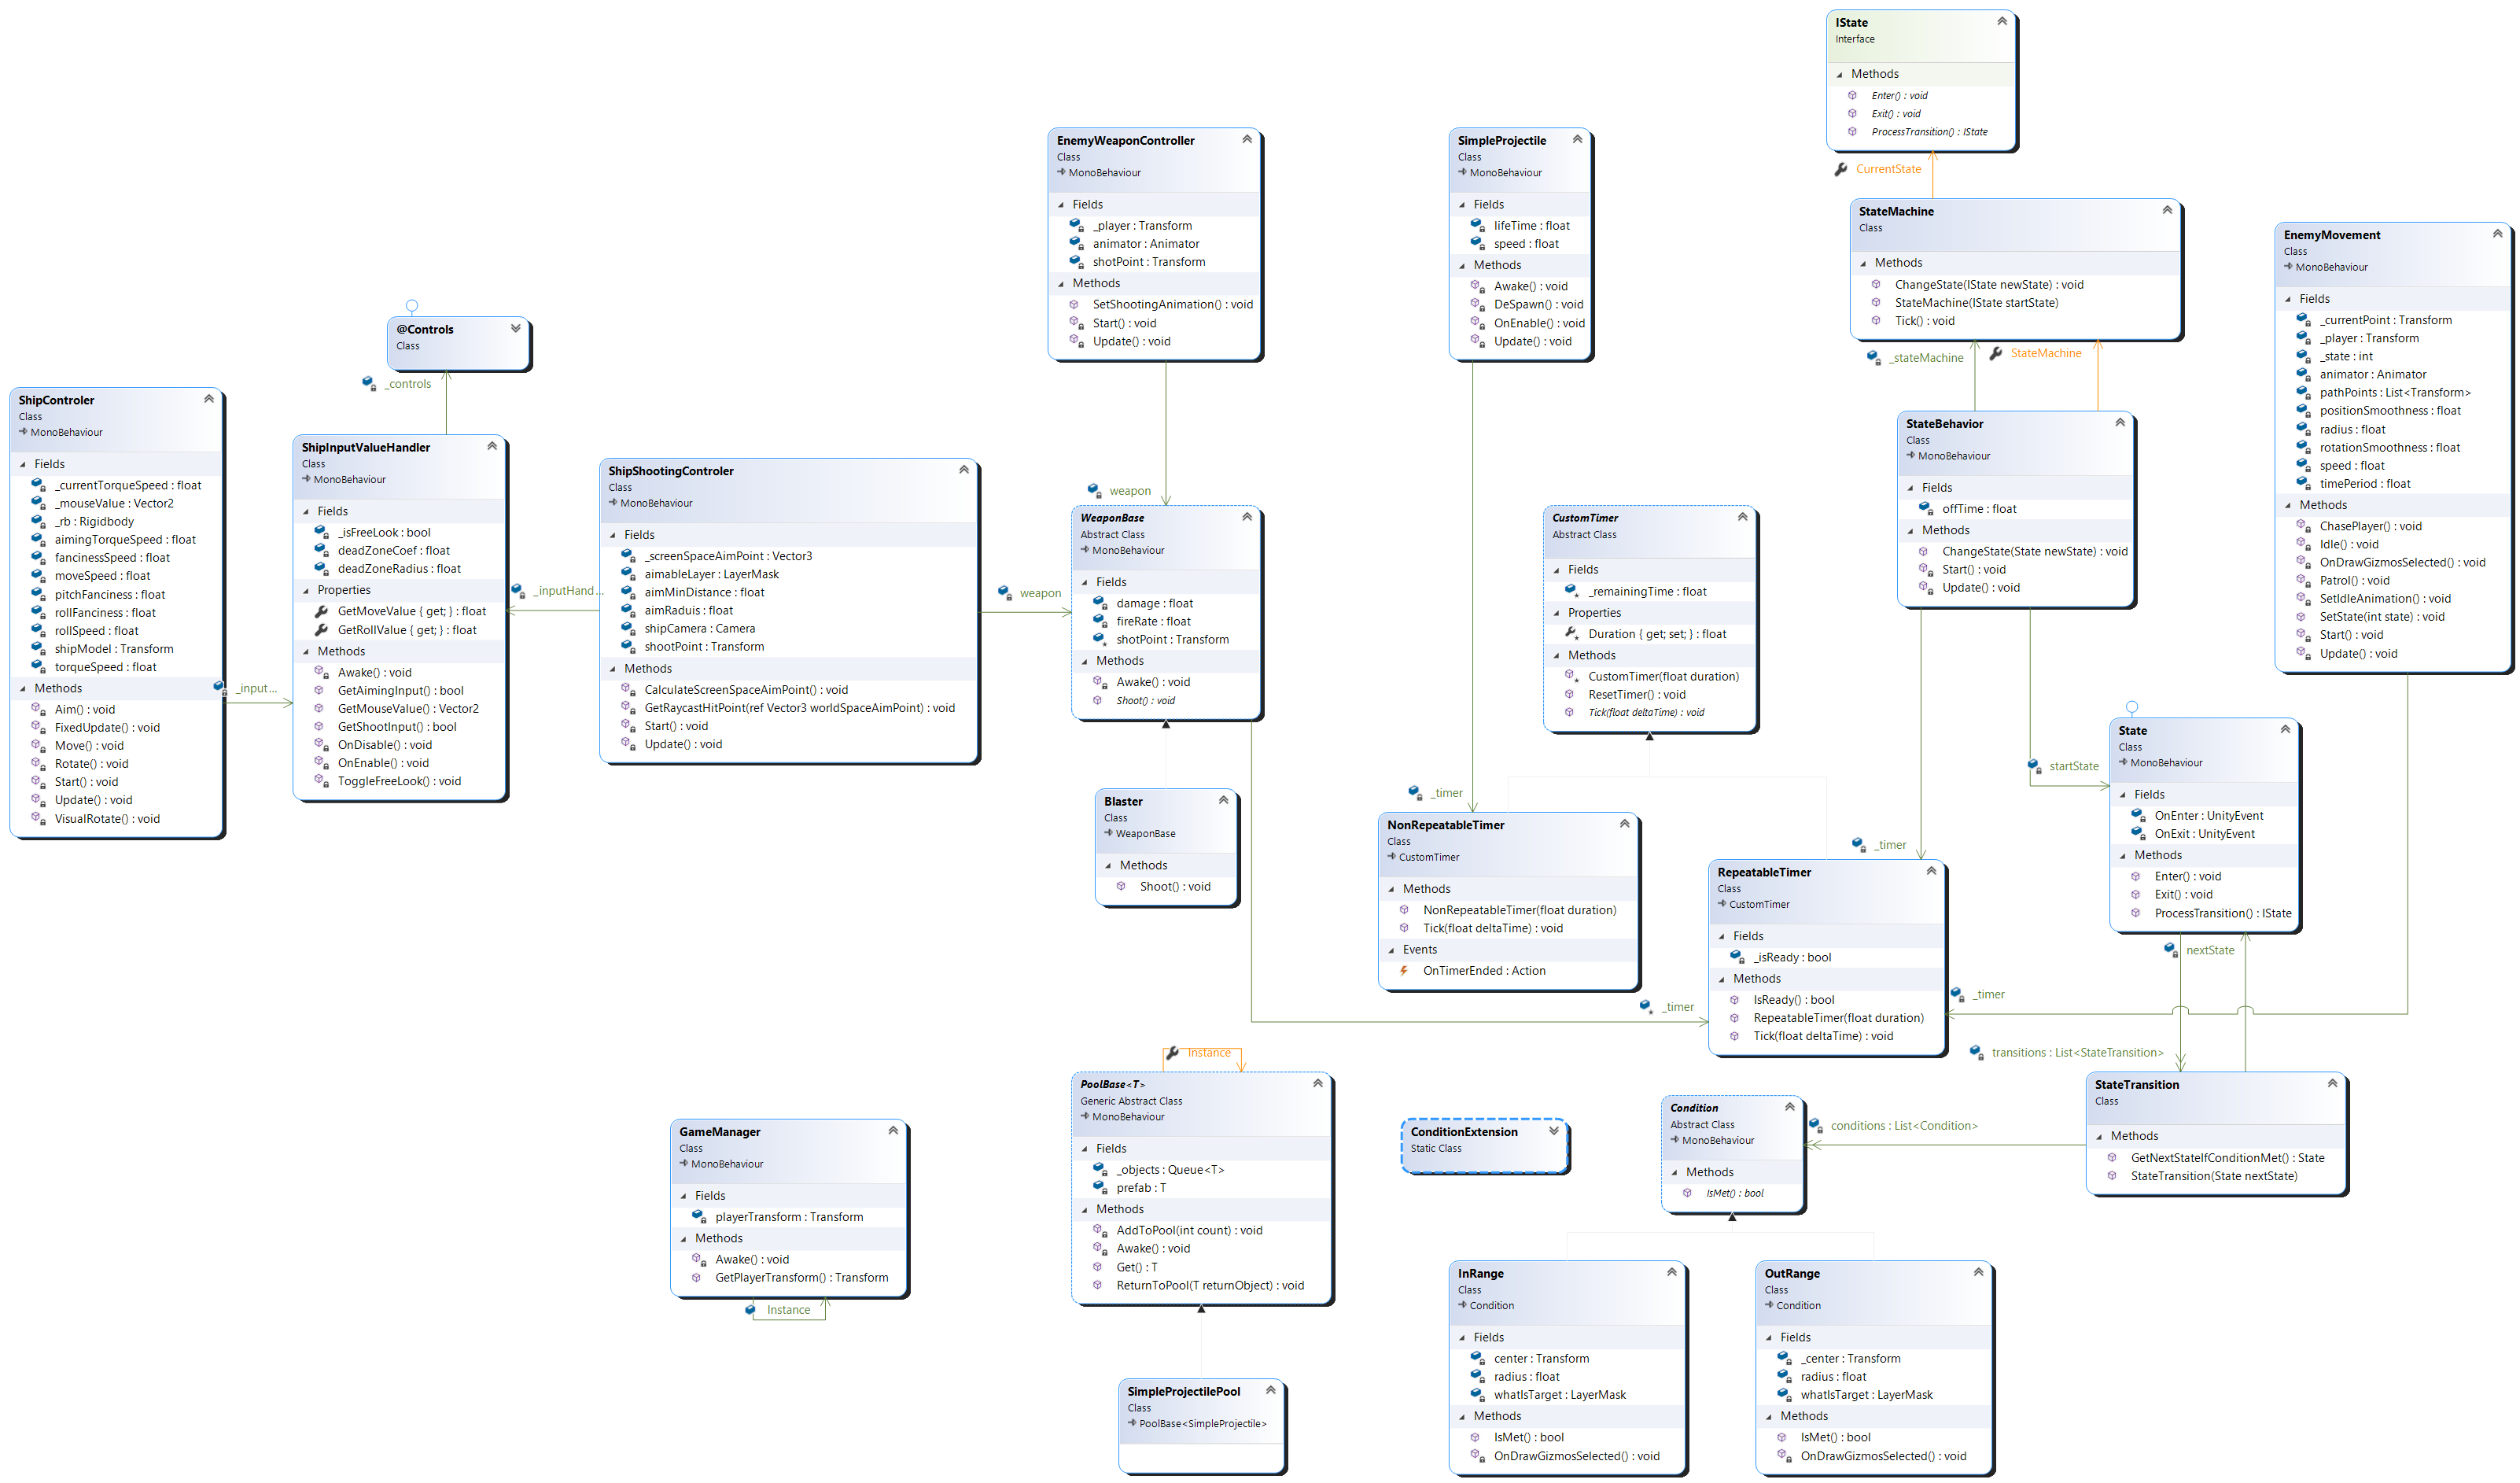 IState
Interface
Methods
Enter() : void
Exit() : void
ProcessTransition() : IState
CurrentState
StateMachine
Class
Methods
ChangeState(IState newState) : void
StateMachine(IState startState)
Tick() : void
_stateMachine
StateMachine
EnemyWeaponController
Class
MonoBehaviour
Fields
_player : Transform
animator : Animator
shotPoint : Transform
Methods
SetShootingAnimation() : void
Start() : void
Update() : void
weapon
SimpleProjectile
Class
MonoBehaviour
Fields
lifeTime : float
speed : float
Methods
Awake() : void
DeSpawn() : void
OnEnable() : void
Update() : void
_timer
EnemyMovement
Class
MonoBehaviour
Fields
_currentPoint : Transform
_player : Transform
_state : int
animator : Animator
pathPoints : List<Transform>
positionSmoothness : float
radius : float
rotationSmoothness : float
speed : float
timePeriod : float
Methods
ChasePlayer() : void
Idle() : void
OnDrawGizmosSelected() : void
Patrol() : void
SetIdleAnimation() : void
SetState(int state) : void
Start() : void
Update() : void
_timer
@Controls
Class
_controls
ShipControler
Class
MonoBehaviour
Fields
_currentTorqueSpeed : float
_mouseValue : Vector2
_rb : Rigidbody
aimingTorqueSpeed : float
fancinessSpeed : float
moveSpeed : float
pitchFanciness : float
rollFanciness : float
rollSpeed : float
shipModel : Transform
torqueSpeed : float
Methods
Aim() : void
FixedUpdate() : void
Move() : void
Rotate() : void
Start() : void
Update() : void
VisualRotate() : void
_input...
ShipInputValueHandler
Class
MonoBehaviour
Fields
_isFreeLook : bool
deadZoneCoef : float
deadZoneRadius : float
Properties
GetMoveValue { get; } : float
GetRollValue { get; } : float
Methods
Awake() : void
GetAimingInput() : bool
GetMouseValue() : Vector2
GetShootInput() : bool
OnDisable() : void
OnEnable() : void
ToggleFreeLook() : void
_inputHand...
ShipShootingControler
Class
MonoBehaviour
Fields
_screenSpaceAimPoint : Vector3
aimableLayer : LayerMask
aimMinDistance : float
aimRaduis : float
shipCamera : Camera
shootPoint : Transform
Methods
CalculateScreenSpaceAimPoint() : void
GetRaycastHitPoint(ref Vector3 worldSpaceAimPoint) : void
Start() : void
Update() : void
weapon
WeaponBase
Abstract Class
MonoBehaviour
Fields
damage : float
fireRate : float
shotPoint : Transform
Methods
Awake() : void
Shoot() : void
_timer
Blaster
Class
WeaponBase
Methods
Shoot() : void
CustomTimer
Abstract Class
Fields
_remainingTime : float
Properties
Duration { get; set; } : float
Methods
CustomTimer(float duration)
ResetTimer() : void
Tick(float deltaTime) : void
StateBehavior
Class
MonoBehaviour
Fields
offTime : float
Methods
ChangeState(State newState) : void
Start() : void
Update() : void
startState
_timer
NonRepeatableTimer
Class
CustomTimer
Methods
NonRepeatableTimer(float duration)
Tick(float deltaTime) : void
Events
OnTimerEnded : Action
RepeatableTimer
Class
CustomTimer
Fields
_isReady : bool
Methods
IsReady() : bool
RepeatableTimer(float duration)
Tick(float deltaTime) : void
State
Class
MonoBehaviour
Fields
OnEnter : UnityEvent
OnExit : UnityEvent
Methods
Enter() : void
Exit() : void
ProcessTransition() : IState
nextState
transitions : List<StateTransition>
StateTransition
Class
Methods
GetNextStateIfConditionMet() : State
StateTransition(State nextState)
conditions : List<Condition>
Condition
Abstract Class
MonoBehaviour
Methods
IsMet() : bool
ConditionExtension
Static Class
Instance
PoolBase<T>
Generic Abstract Class
MonoBehaviour
Fields
_objects : Queue<T>
prefab : T
Methods
AddToPool(int count) : void
Awake() : void
Get() : T
ReturnToPool(T returnObject) : void
GameManager
Class
MonoBehaviour
Fields
playerTransform : Transform
Methods
Awake() : void
GetPlayerTransform() : Transform
Instance
SimpleProjectilePool
Class
PoolBase<SimpleProjectile>
InRange
Class
Condition
Fields
center : Transform
radius : float
whatIsTarget : LayerMask
Methods
IsMet() : bool
OnDrawGizmosSelected() : void
OutRange
Class
Condition
Fields
_center : Transform
radius : float
whatIsTarget : LayerMask
Methods
IsMet() : bool
OnDrawGizmosSelected() : void